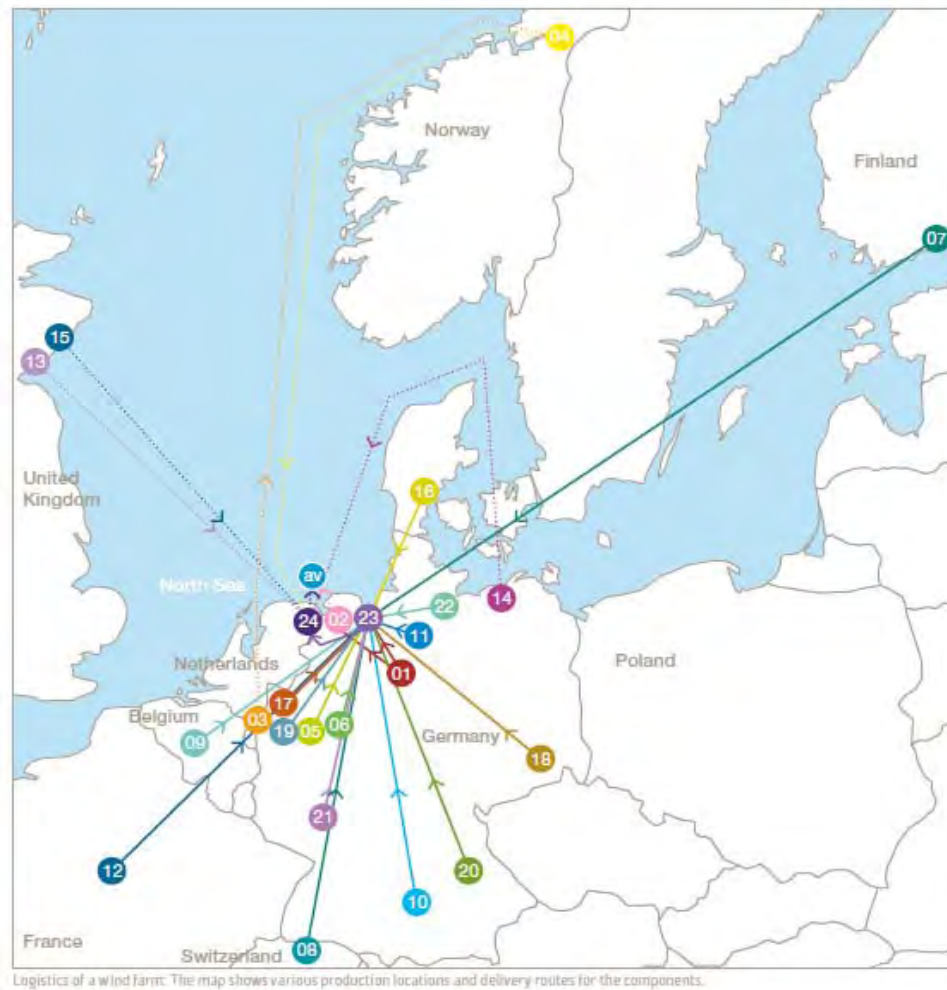 04
Norway
Finland
07
15
13
United
Kingdom
16
North Sea
av
14
24
02
23
22
11
Netherlands
01
Poland
17
Belgium
03
19
05
06
Germany
09
18
21
12
20
10
France
Switzerland
08
Logistics of a wind farm: The map shows various production locations and delivery routes for the components.